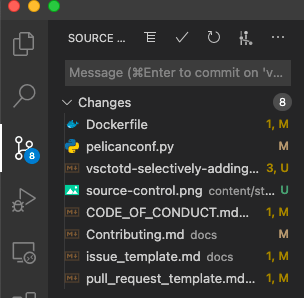 SOURCE ...
Message (⌘Enter to commit on 'v...
Changes 8
Dockerfile 1, M
pelicanconf.py M
vsctotd-selectively-adding... 3, U
source-control.png content/st... U
8
CODE_OF_CONDUCT.md... 1, M
Contributing.md docs M
issue_template.md docs 1, M
pull_request_template.md... 1, M